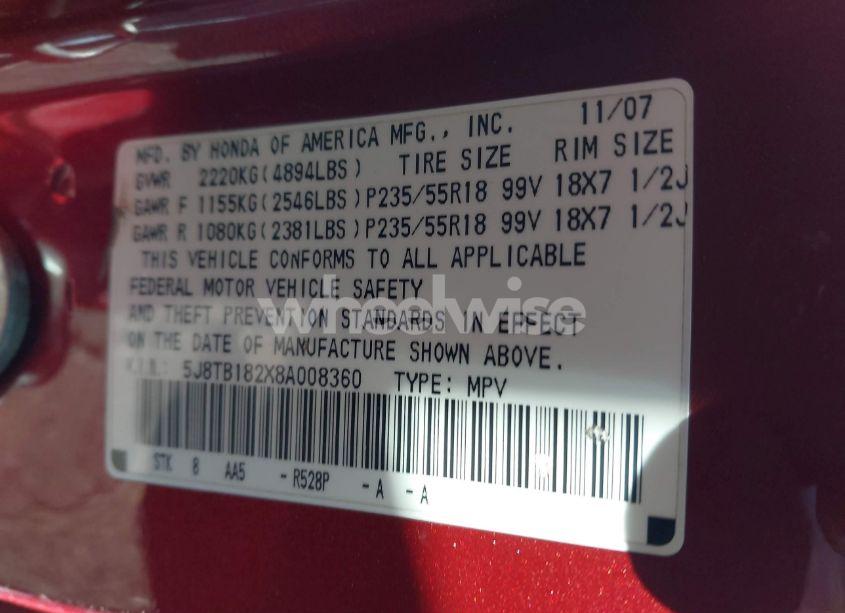 11/07
MFD. BY HONDA OF AMERICA MFG., INC.
GVWR 2220KG(4894LBS) TIRE SIZE RIM SIZE
GAWR F 1155KG(2546LBS)P235/55R18 99V 18X7 1/2J
GAWR R 1080KG(2381LBS)P235/55R18 99V 18X7 1/2J
THIS VEHICLE CONFORMS TO ALL APPLICABLE
FEDERAL MOTOR VEHICLE SAFETY
AND THEFT PREVENTION STANDARDS IN EFFECT
ON THE DATE OF MANUFACTURE SHOWN ABOVE.
V.I.N.: 5J8TB182X8A008360 TYPE: MPV
STK 8 AA5 -R528P -A -A
wheelwise